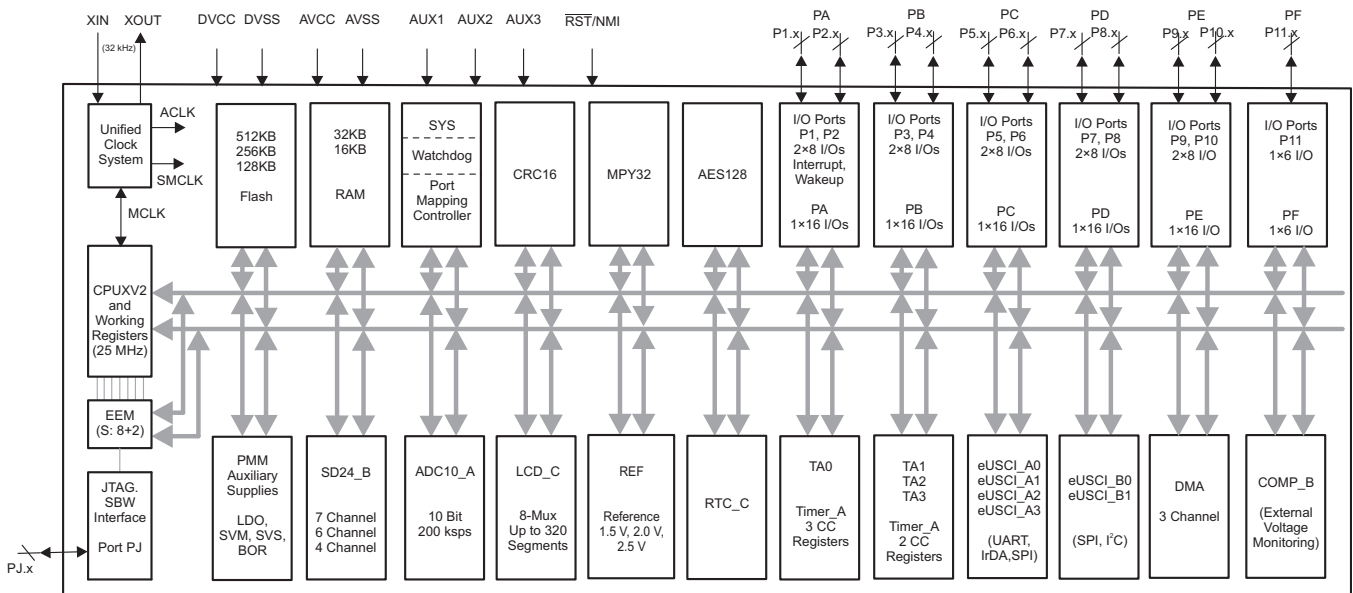 XIN XOUT DVCC DVSS AVCC AVSS AUX1 AUX2 AUX3 RST/NMI PA PB PC PD PE PF
(32 kHz) P1.x P2.x P3.x P4.x P5.x P6.x P7.x P8.x P9.x P10.x P11.x
Unified
Clock
System
ACLK
SMCLK
MCLK
512KB
256KB
128KB
Flash
32KB
16KB
RAM
SYS
Watchdog
Port
Mapping
Controller
CRC16
MPY32
AES128
I/O Ports
P1, P2
2×8 I/Os
Interrupt,
Wakeup
PA
1×16 I/Os
I/O Ports
P3, P4
2×8 I/Os
PB
1×16 I/Os
I/O Ports
P5, P6
2×8 I/Os
PC
1×16 I/Os
I/O Ports
P7, P8
2×8 I/Os
PD
1×16 I/Os
I/O Ports
P9, P10
2×8 I/O
PE
1×16 I/O
I/O Ports
P11
1×6 I/O
PF
1×6 I/O
CPUXV2
and
Working
Registers
(25 MHz)
EEM
(S: 8+2)
JTAG.
SBW
Interface
Port PJ
PJ.x
PMM
Auxiliary
Supplies
LDO,
SVM, SVS,
BOR
SD24_B
7 Channel
6 Channel
4 Channel
ADC10_A
10 Bit
200 ksps
LCD_C
8-Mux
Up to 320
Segments
REF
Reference
1.5 V, 2.0 V,
2.5 V
RTC_C
TA0
Timer_A
3 CC
Registers
TA1
TA2
TA3
Timer_A
2 CC
Registers
eUSCI_A0
eUSCI_A1
eUSCI_A2
eUSCI_A3
(UART,
IrDA,SPI)
eUSCI_B0
eUSCI_B1
(SPI, I²C)
DMA
3 Channel
COMP_B
(External
Voltage
Monitoring)